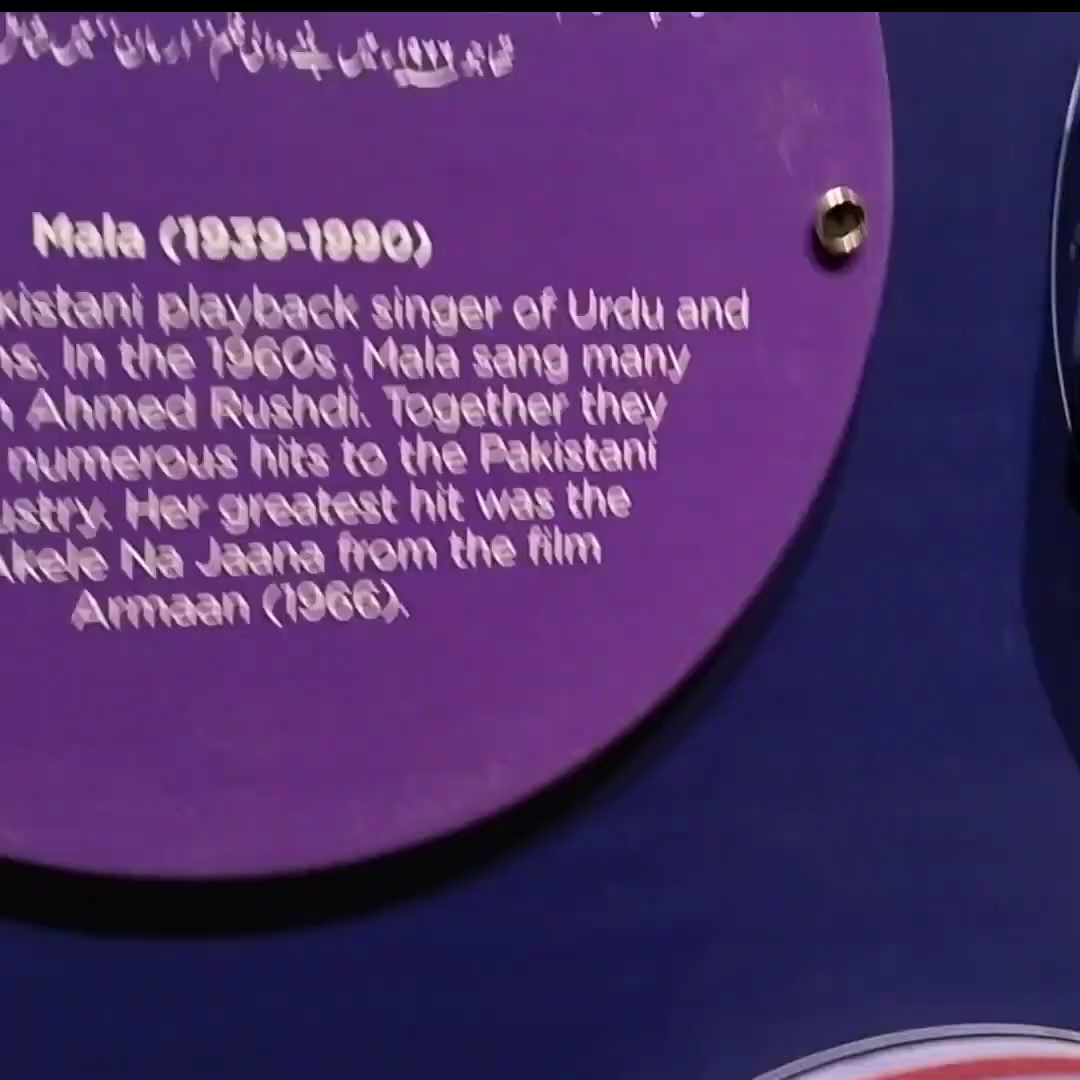 Mala (1939-1990)
kistani playback singer of Urdu and
ns. In the 1960s, Mala sang many
Ahmed Rushdi. Together they
numerous hits to the Pakistani
ustry. Her greatest hit was the
Akele Na Jaana from the film
Armaan (1966).